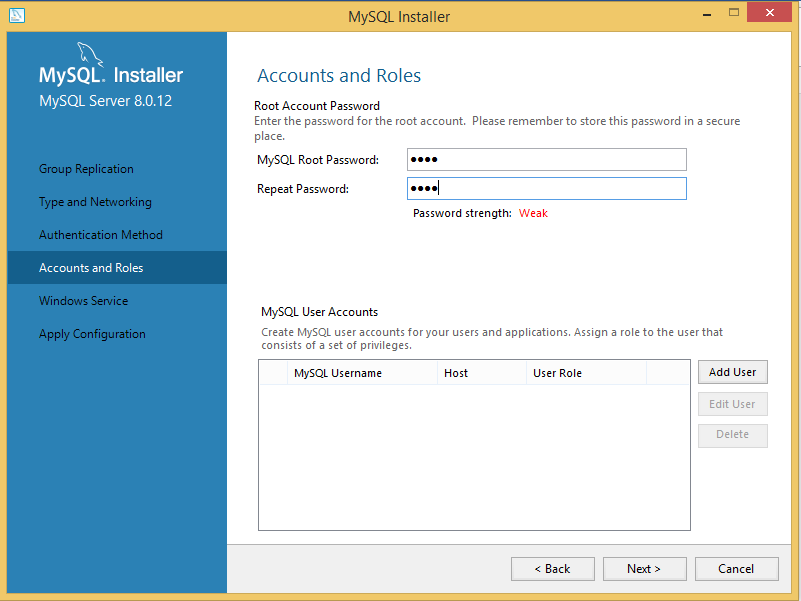 MySQL Installer
MySQL. Installer
MySQL Server 8.0.12
Group Replication
Type and Networking
Authentication Method
Accounts and Roles
Windows Service
Apply Configuration
Accounts and Roles
Root Account Password
Enter the password for the root account. Please remember to store this password in a secure
place.
MySQL Root Password: ●●●●
Repeat Password: ●●●●
Password strength: Weak
MySQL User Accounts
Create MySQL user accounts for your users and applications. Assign a role to the user that
consists of a set of privileges.
MySQL Username Host User Role
Add User
Edit User
Delete
< Back Next > Cancel